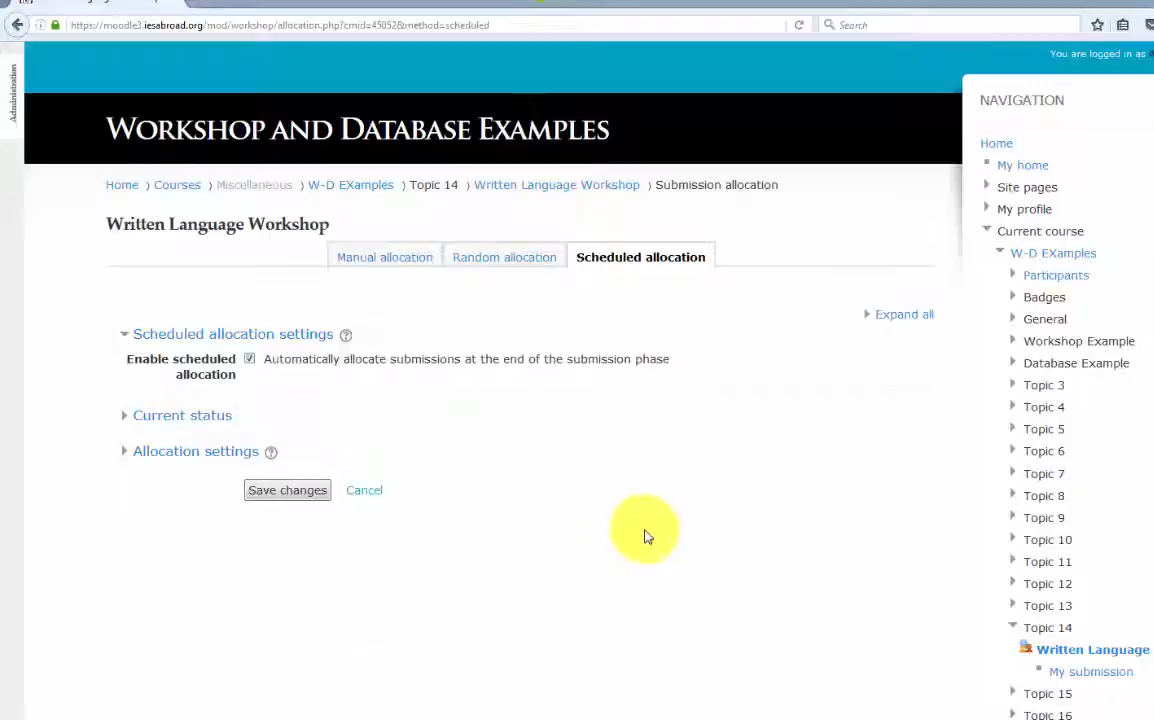 https://moodle3.iesabroad.org/mod/workshop/allocation.php?cmid=45052&method=scheduled
Search
You are logged in as
Administration
WORKSHOP AND DATABASE EXAMPLES
NAVIGATION
Home
My home
Site pages
My profile
Current course
W-D EXamples
Participants
Badges
General
Workshop Example
Database Example
Topic 3
Topic 4
Topic 5
Topic 6
Topic 7
Topic 8
Topic 9
Topic 10
Topic 11
Topic 12
Topic 13
Topic 14
Written Language
My submission
Topic 15
Topic 16
Home ) Courses ) Miscellaneous ) W-D EXamples ) Topic 14 ) Written Language Workshop ) Submission allocation
Written Language Workshop
Manual allocation Random allocation Scheduled allocation
Expand all
Scheduled allocation settings
Enable scheduled allocation
Automatically allocate submissions at the end of the submission phase
Current status
Allocation settings
Save changes Cancel